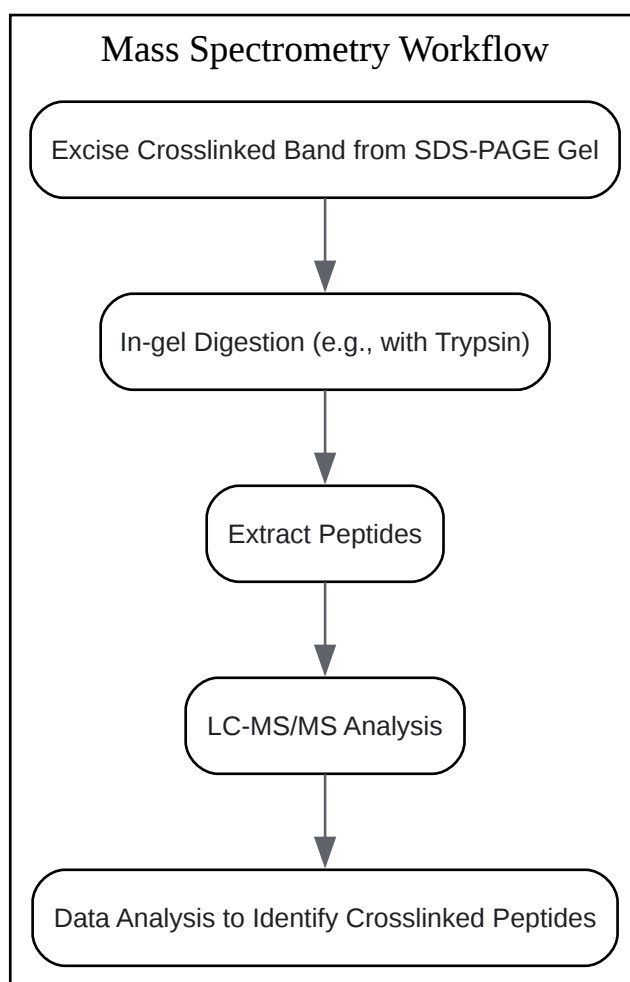 Mass Spectrometry Workflow
Excise Crosslinked Band from SDS-PAGE Gel
In-gel Digestion (e.g., with Trypsin)
Extract Peptides
LC-MS/MS Analysis
Data Analysis to Identify Crosslinked Peptides